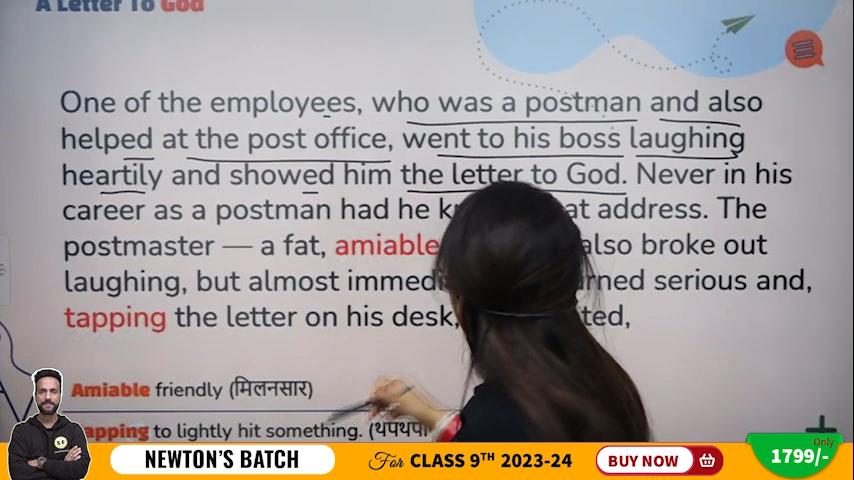 A Letter To God
One of the employees, who was a postman and also
helped at the post office, went to his boss laughing
heartily and showed him the letter to God. Never in his
career as a postman had he at address. The
postmaster — a fat, amiable also broke out
laughing, but almost serious and,
tapping the letter on his desk,
Amiable friendly (मिलनसार)
Tapping to lightly hit something.
NEWTON'S BATCH For CLASS 9TH 2023-24 BUY NOW Only 1799/-